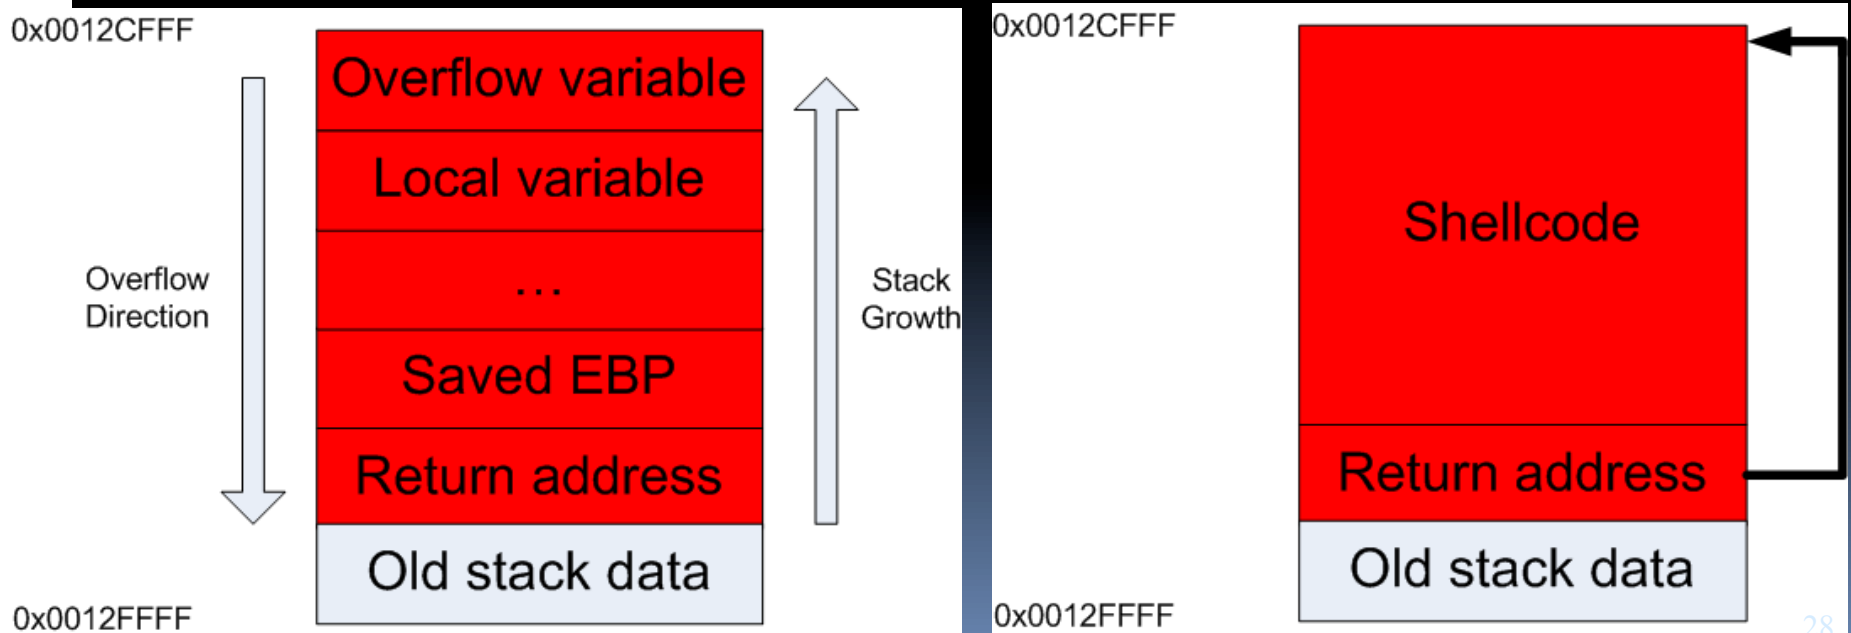 0x0012CFFF
Overflow variable
Local variable
...
Saved EBP
Return address
Old stack data
Overflow
Direction
Stack
Growth
0x0012FFFF
0x0012CFFF
Shellcode
Return address
Old stack data
0x0012FFFF
28